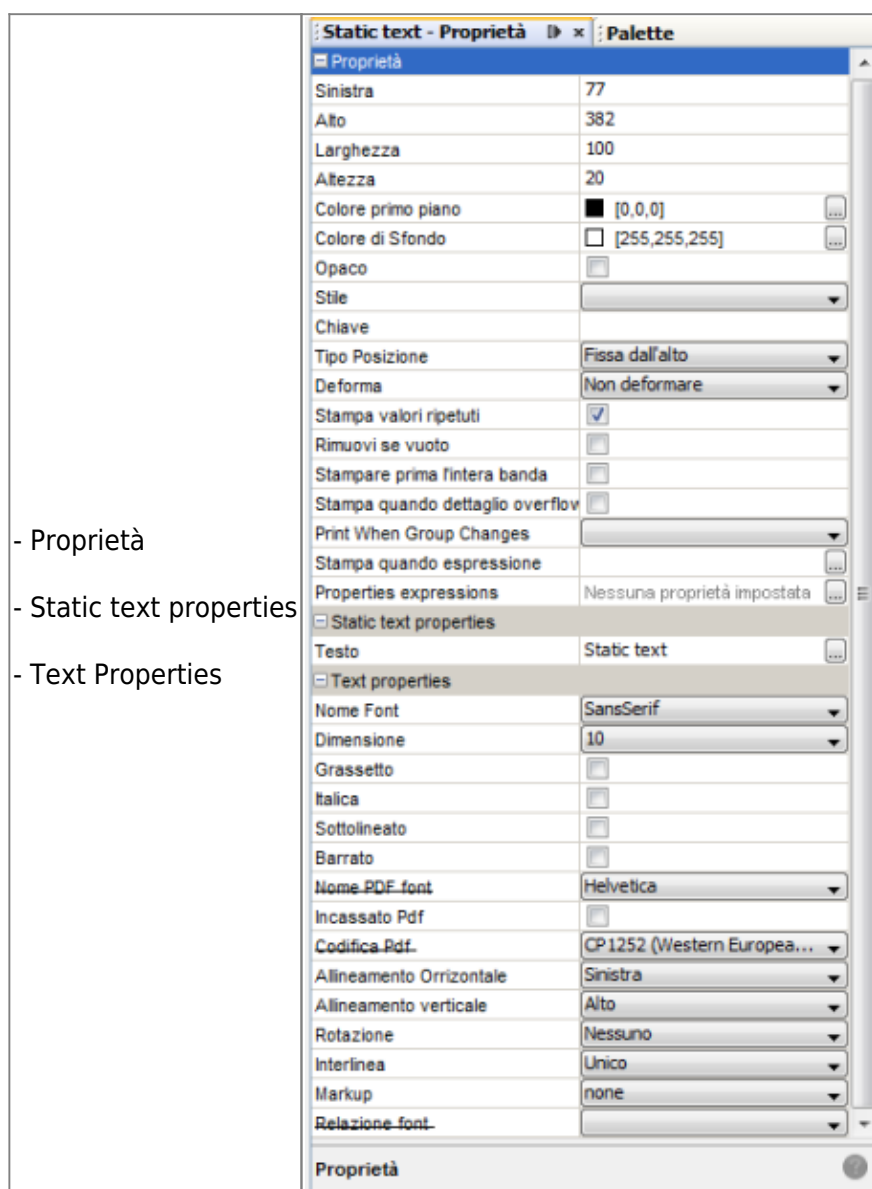 - Proprietà
- Static text properties
- Text Properties
Static text - Proprietà × Palette
Proprietà
Sinistra 77
Alto 382
Larghezza 100
Altezza 20
Colore primo piano [0,0,0] ...
Colore di Sfondo [255,255,255] ...
Opaco
Stile
Chiave
Tipo Posizione Fissa dall'alto
Deforma Non deformare
Stampa valori ripetuti
Rimuovi se vuoto
Stampare prima l'intera banda
Stampa quando dettaglio overflow
Print When Group Changes
Stampa quando espressione ...
Properties expressions Nessuna proprietà impostata ...
Static text properties
Testo Static text ...
Text properties
Nome Font SansSerif
Dimensione 10
Grassetto
Italica
Sottolineato
Barrato
Nome PDF font Helvetica
Incassato Pdf
Codifica Pdf CP1252 (Western Europea...
Allineamento Orrizontale Sinistra
Allineamento verticale Alto
Rotazione Nessuno
Interlinea Unico
Markup none
Relazione font
Proprietà ?